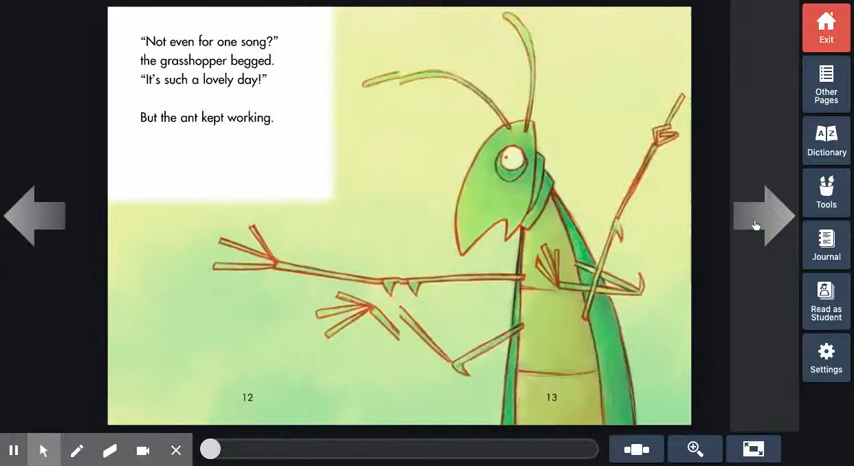 “Not even for one song?”
the grasshopper begged.
“It’s such a lovely day!”
But the ant kept working.
12
13
Exit
Other
Pages
A Z
Dictionary
Tools
Journal
Read as
Student
Settings